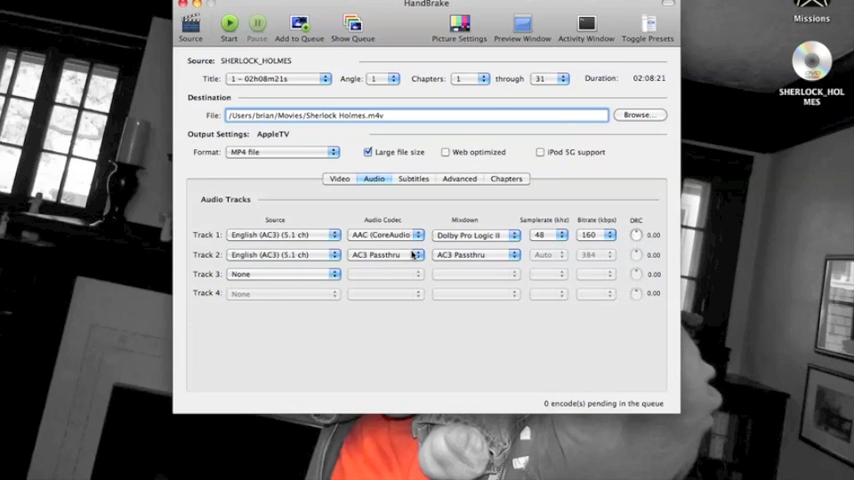 HandBrake
Missions
Source Start Pause Add to Queue Show Queue Picture Settings Preview Window Activity Window Toggle Presets
Source: SHERLOCK_HOLMES
Title: 1 - 02h08m21s Angle: 1 Chapters: 1 through 31 Duration: 02:08:21
SHERLOCK_HOL
MES
Destination
File: /Users/brian/Movies/Sherlock Holmes.m4v Browse...
Output Settings: AppleTV
Format: MP4 file Large file size Web optimized iPod 5G support
Video Audio Subtitles Advanced Chapters
Audio Tracks
Source Audio Codec Mixdown Samplerate (khz) Bitrate (kbps) DRC
Track 1: English (AC3) (5.1 ch) AAC (CoreAudio Dolby Pro Logic II 48 160 0.00
Track 2: English (AC3) (5.1 ch) AC3 Passthru AC3 Passthru Auto 384 0.00
Track 3: None 0.00
Track 4: None 0.00
0 encode(s) pending in the queue